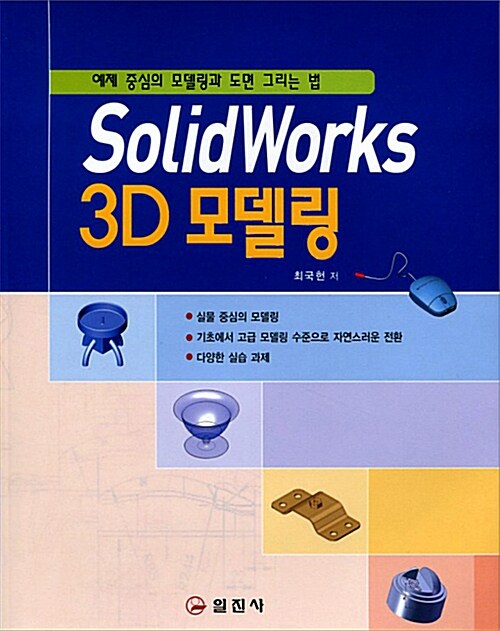 예제 중심의 모델링과 도면 그리는 법
SolidWorks
3D 모델링
최국헌 저
실물 중심의 모델링
기초에서 고급 모델링 수준으로 자연스러운 전환
다양한 실습 과제
일진사